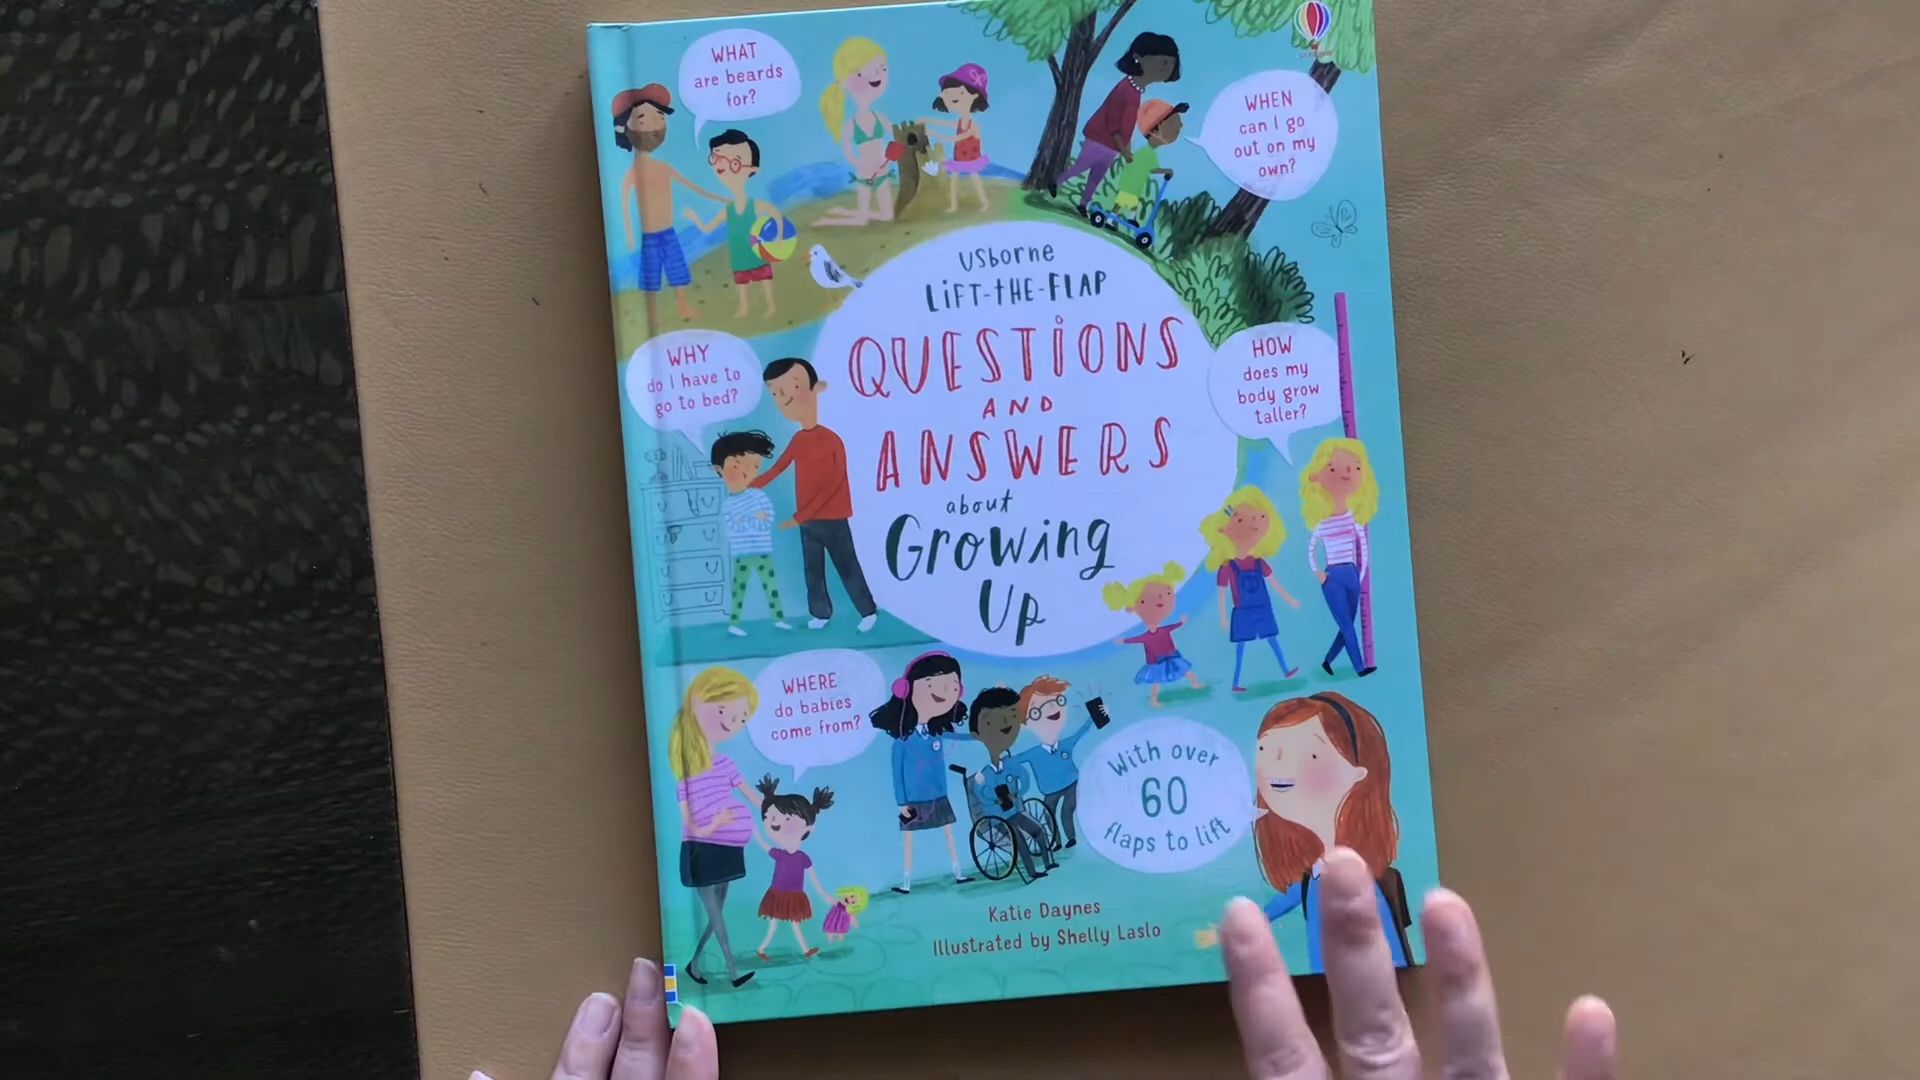 WHAT
are beards
for?
WHEN
can I go
out on my
own?
Usborne
LIFT-THE-FLAP
QUESTIONS
AND
ANSWERS
about
Growing
Up
WHY
do I have to
go to bed?
HOW
does my
body grow
taller?
WHERE
do babies
come from?
With over
60
flaps to lift
Katie Daynes
Illustrated by Shelly Laslo